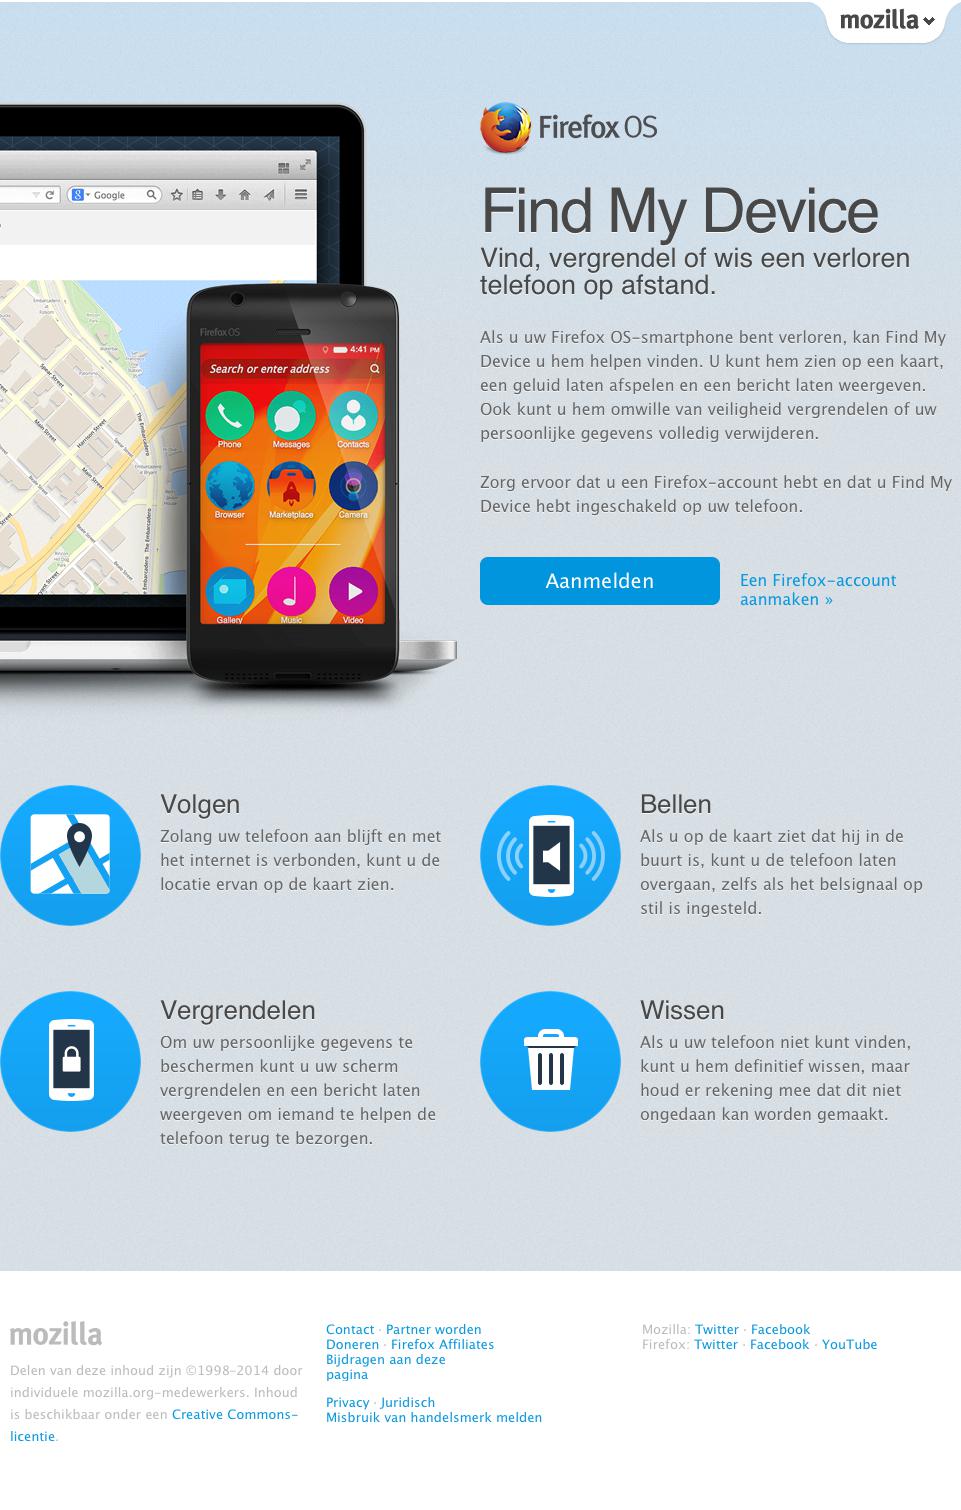 mozilla
Firefox OS
Find My Device
Vind, vergrendel of wis een verloren
telefoon op afstand.
Als u uw Firefox OS-smartphone bent verloren, kan Find My
Device u hem helpen vinden. U kunt hem zien op een kaart,
een geluid laten afspelen en een bericht laten weergeven.
Ook kunt u hem omwille van veiligheid vergrendelen of uw
persoonlijke gegevens volledig verwijderen.
Zorg ervoor dat u een Firefox-account hebt en dat u Find My
Device hebt ingeschakeld op uw telefoon.
Aanmelden
Een Firefox-account
aanmaken »
8 Google
Embarcadero
Spear Street
Main Street
Harrison Street
The Embarcadero
Firefox OS
4:41 PM
Search or enter address
Phone Messages Contacts
Browser Marketplace Camera
Gallery Music Video
Volgen
Zolang uw telefoon aan blijft en met
het internet is verbonden, kunt u de
locatie ervan op de kaart zien.
Bellen
Als u op de kaart ziet dat hij in de
buurt is, kunt u de telefoon laten
overgaan, zelfs als het belsignaal op
stil is ingesteld.
Vergrendelen
Om uw persoonlijke gegevens te
beschermen kunt u uw scherm
vergrendelen en een bericht laten
weergeven om iemand te helpen de
telefoon terug te bezorgen.
Wissen
Als u uw telefoon niet kunt vinden,
kunt u hem definitief wissen, maar
houd er rekening mee dat dit niet
ongedaan kan worden gemaakt.
mozilla
Delen van deze inhoud zijn ©1998–2014 door
individuele mozilla.org-medewerkers. Inhoud
is beschikbaar onder een Creative Commons-
licentie.
Contact · Partner worden
Doneren · Firefox Affiliates
Bijdragen aan deze
pagina
Privacy · Juridisch
Misbruik van handelsmerk melden
Mozilla: Twitter · Facebook
Firefox: Twitter · Facebook · YouTube